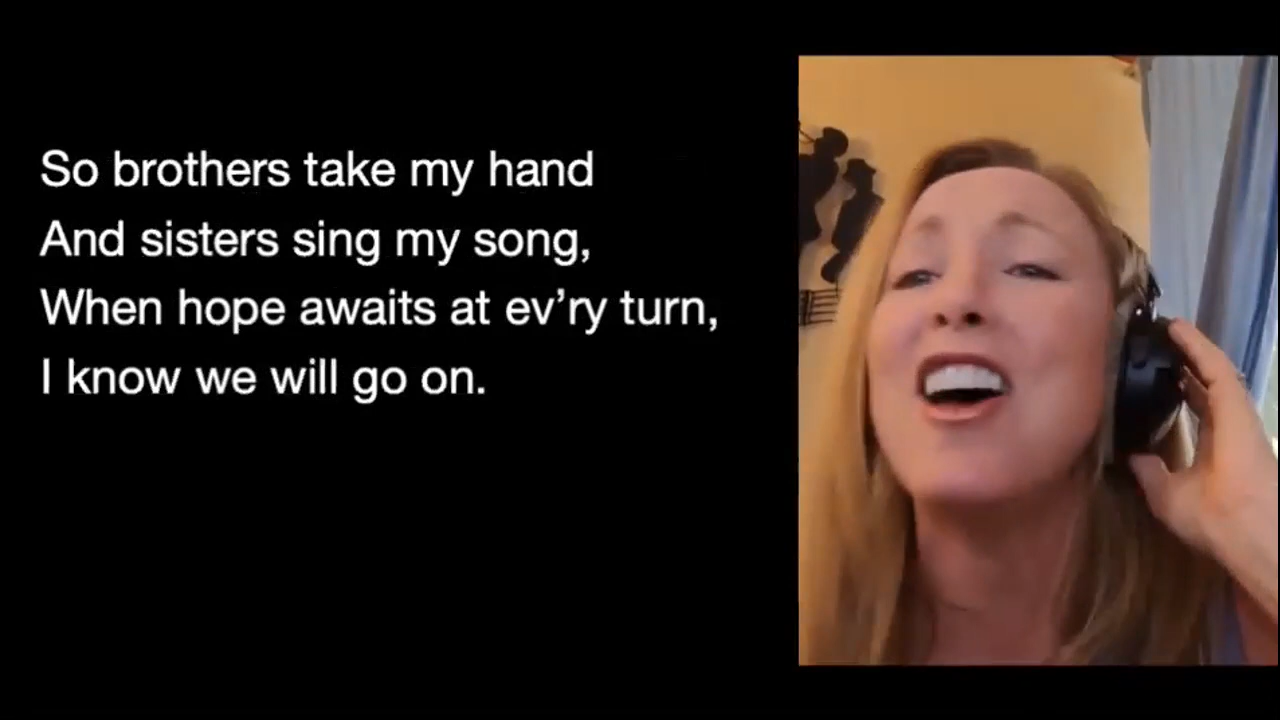 So brothers take my hand
And sisters sing my song,
When hope awaits at ev’ry turn,
I know we will go on.